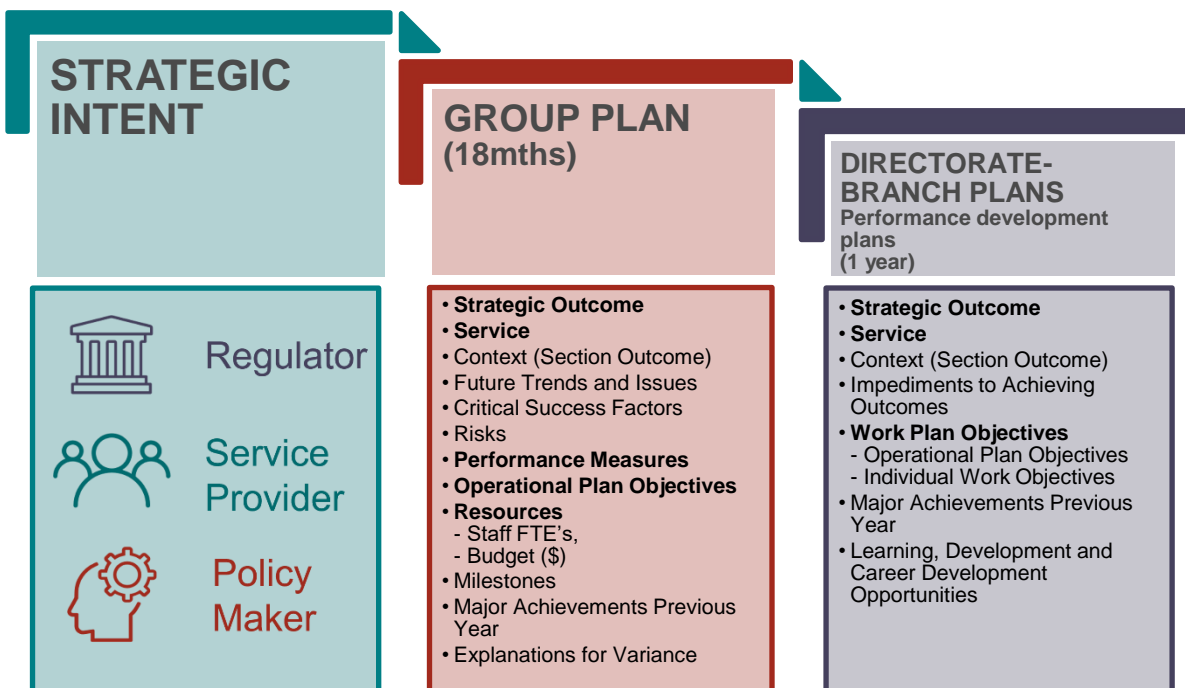 STRATEGIC
INTENT
Regulator
Service
Provider
Policy
Maker
GROUP PLAN
(18mths)
• Strategic Outcome
• Service
• Context (Section Outcome)
• Future Trends and Issues
• Critical Success Factors
• Risks
• Performance Measures
• Operational Plan Objectives
• Resources
- Staff FTE's,
- Budget ($)
• Milestones
• Major Achievements Previous
Year
• Explanations for Variance
DIRECTORATE-
BRANCH PLANS
Performance development
plans
(1 year)
• Strategic Outcome
• Service
• Context (Section Outcome)
• Impediments to Achieving
Outcomes
• Work Plan Objectives
- Operational Plan Objectives
- Individual Work Objectives
• Major Achievements Previous
Year
• Learning, Development and
Career Development
Opportunities